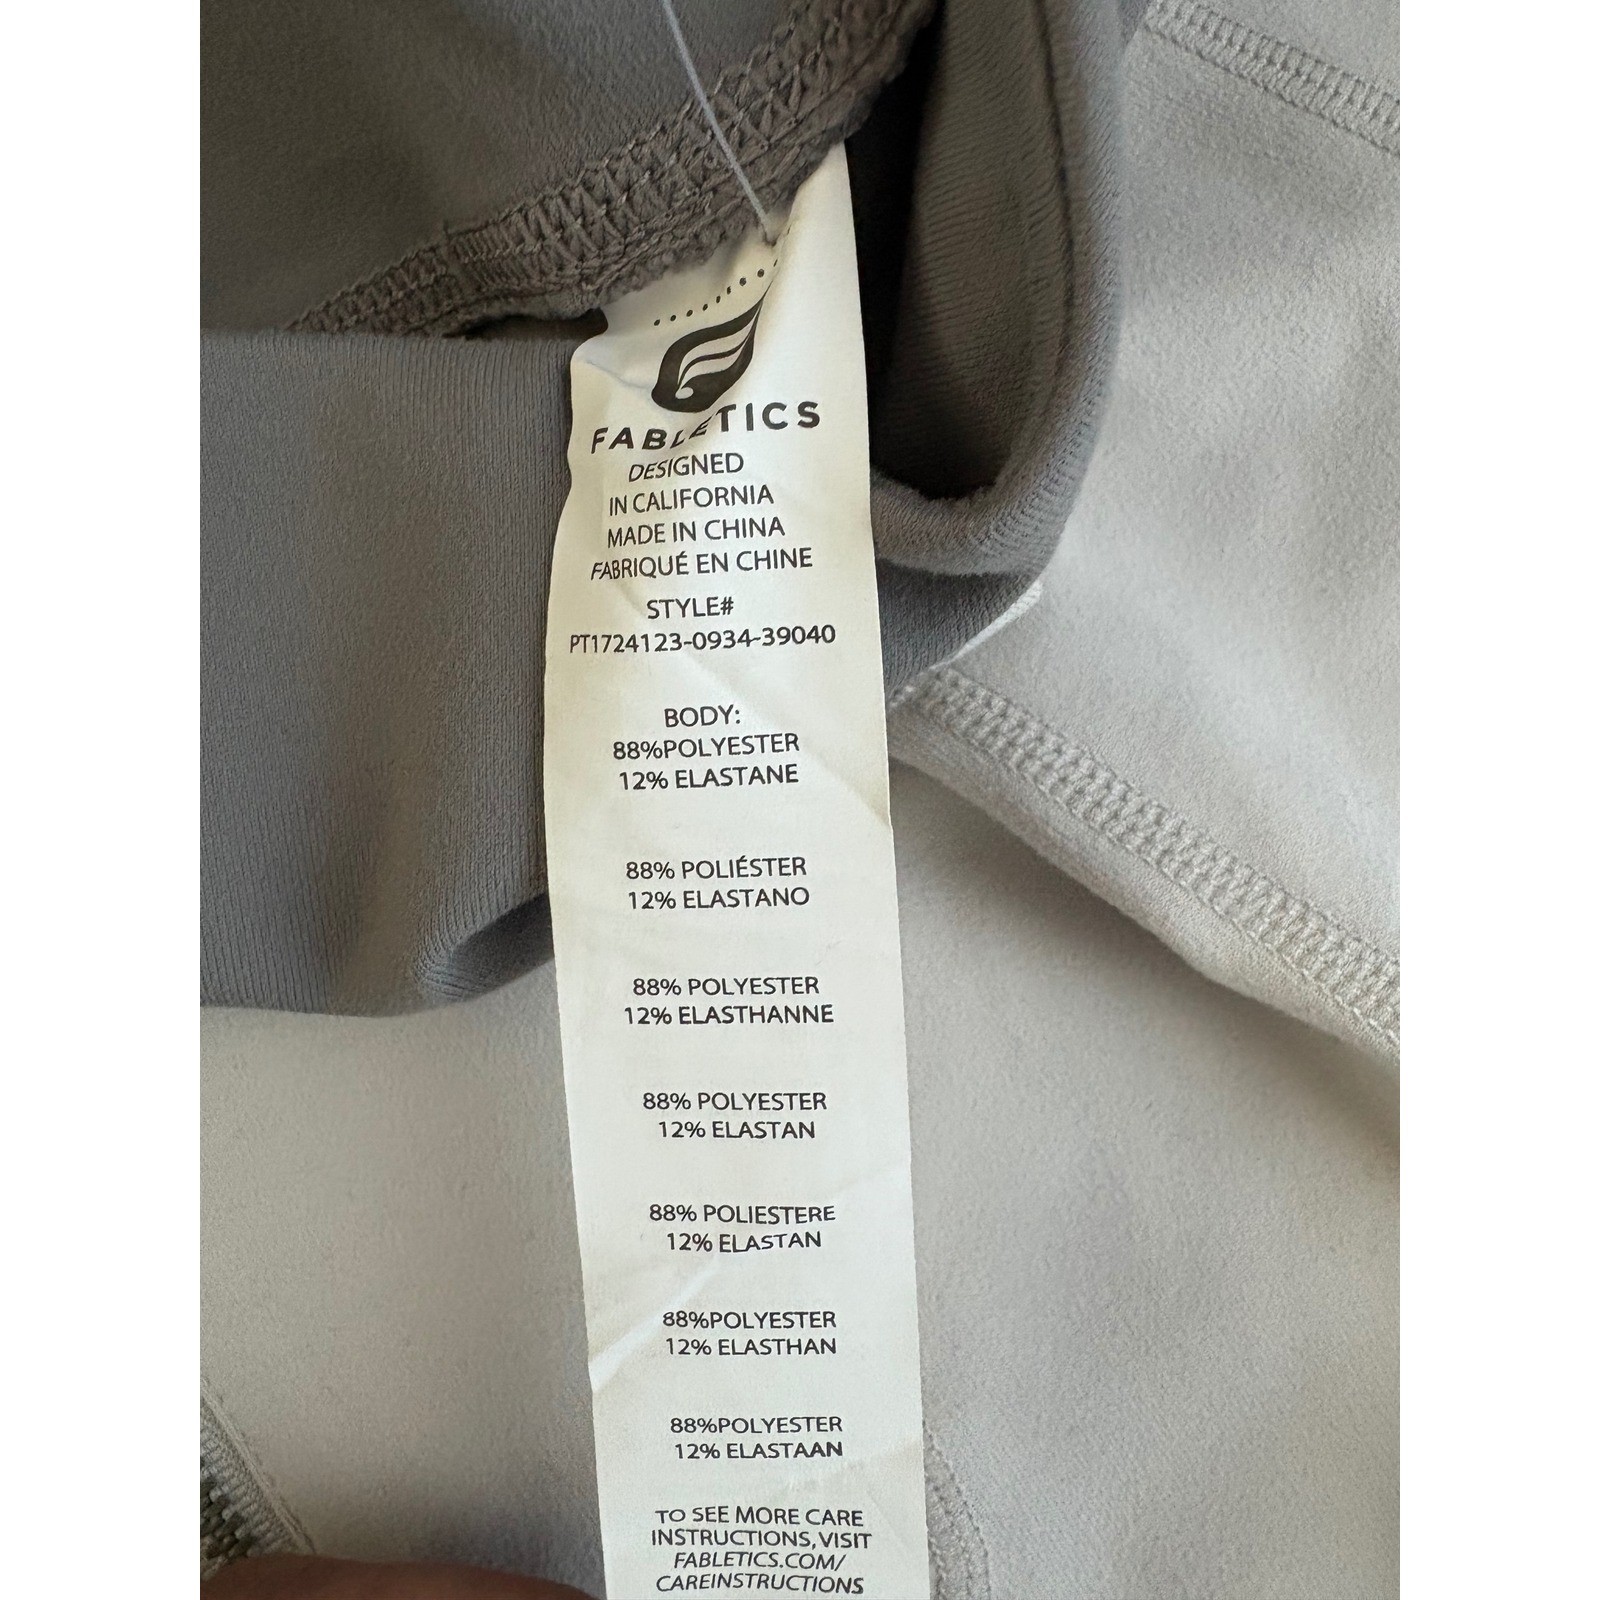 FABLETICS
DESIGNED
IN CALIFORNIA
MADE IN CHINA
FABRIQUÉ EN CHINE
STYLE#
PT1724123-0934-39040
BODY:
88%POLYESTER
12% ELASTANE
88% POLIÉSTER
12% ELASTANO
88% POLYESTER
12% ELASTHANNE
88% POLYESTER
12% ELASTAN
88% POLIESTERE
12% ELASTAN
88%POLYESTER
12% ELASTHAN
88%POLYESTER
12% ELASTAAN
TO SEE MORE CARE
INSTRUCTIONS, VISIT
FABLETICS.COM/
CAREINSTRUCTIONS